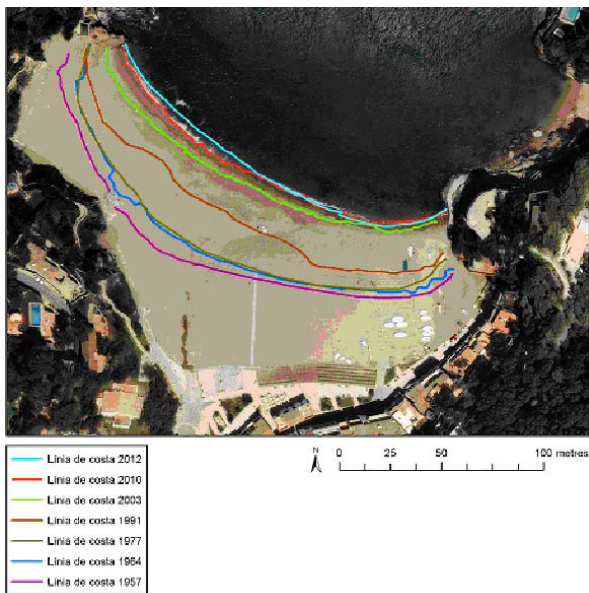 Línia de costa 2012
Línia de costa 2010
Línia de costa 2003
Línia de costa 1991
Línia de costa 1977
Línia de costa 1964
Línia de costa 1957
N
0 25 50 100 metres